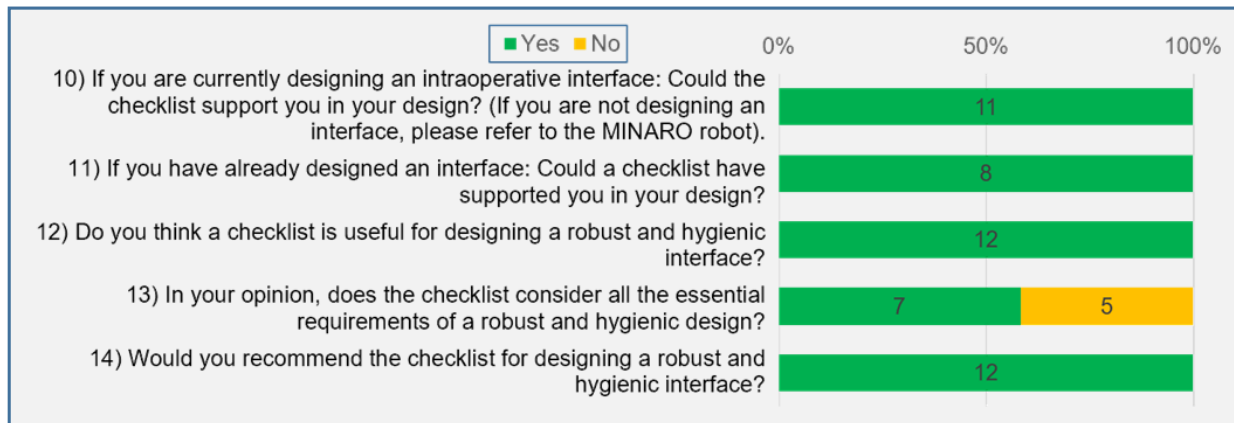 Yes No
0% 50% 100%
10) If you are currently designing an intraoperative interface: Could the
checklist support you in your design? (If you are not designing an
interface, please refer to the MINARO robot).
11
11) If you have already designed an interface: Could a checklist have
supported you in your design?
8
12) Do you think a checklist is useful for designing a robust and hygienic
interface?
12
13) In your opinion, does the checklist consider all the essential
requirements of a robust and hygienic design?
7 5
14) Would you recommend the checklist for designing a robust and
hygienic interface?
12